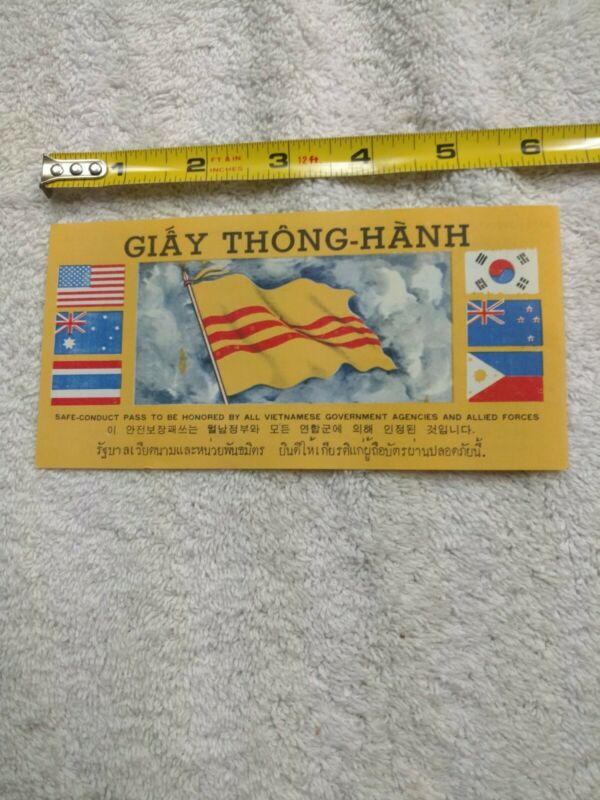 1 2 FT & IN INCHES 3 12 ft. 4 5 6
GIẤY THÔNG-HÀNH
SAFE-CONDUCT PASS TO BE HONORED BY ALL VIETNAMESE GOVERNMENT AGENCIES AND ALLIED FORCES
이 안전보장패쓰는 월남정부와 모든 연합군에 의해 인정된 것입니다.
รัฐบาลเวียดนามและหน่วยพันธมิตร ยินดีให้เกียรติแก่ผู้ถือบัตรผ่านปลอดภัยนี้.